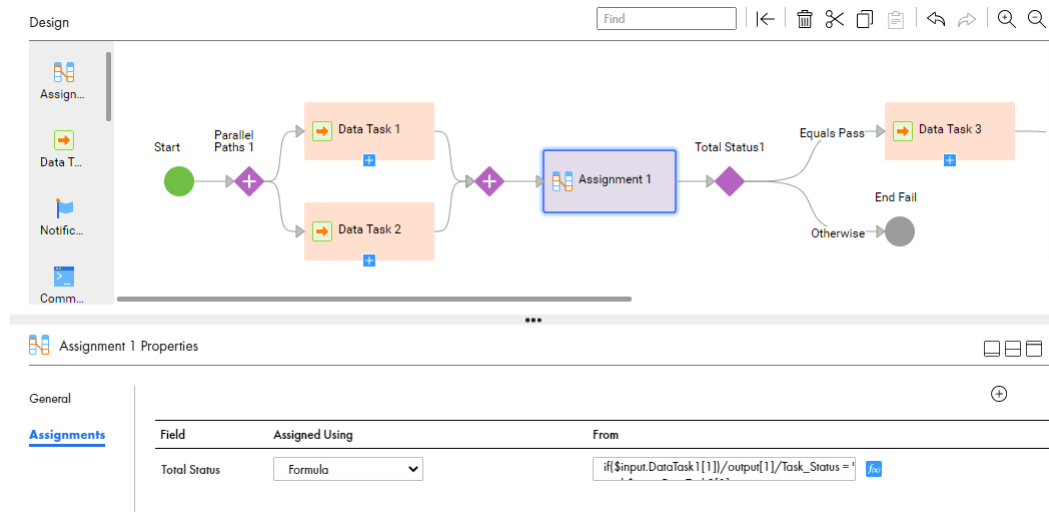 Design
Find
Assign...
Data T...
Notific...
Comm...
Start
Parallel
Paths 1
Data Task 1
Data Task 2
Assignment 1
Total Status1
Equals Pass
Data Task 3
End Fail
Otherwise
Assignment 1 Properties
General
Assignments
Field
Assigned Using
From
Total Status
Formula
if($input.DataTask1[1])/output[1]/Task_Status = '
fx()